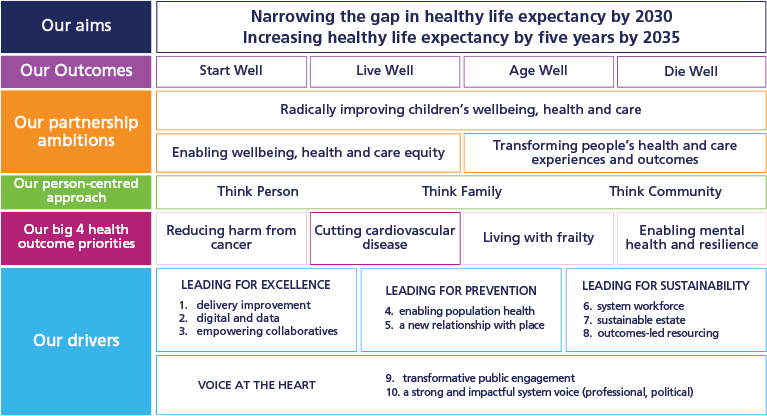 Our aims
Narrowing the gap in healthy life expectancy by 2030
Increasing healthy life expectancy by five years by 2035
Our Outcomes
Start Well
Live Well
Age Well
Die Well
Our partnership
ambitions
Radically improving children’s wellbeing, health and care
Enabling wellbeing, health and care equity
Transforming people’s health and care
experiences and outcomes
Our person-centred
approach
Think Person
Think Family
Think Community
Our big 4 health
outcome priorities
Reducing harm from
cancer
Cutting cardiovascular
disease
Living with frailty
Enabling mental
health and resilience
Our drivers
LEADING FOR EXCELLENCE
1. delivery improvement
2. digital and data
3. empowering collaboratives
LEADING FOR PREVENTION
4. enabling population health
5. a new relationship with place
LEADING FOR SUSTAINABILITY
6. system workforce
7. sustainable estate
8. outcomes-led resourcing
VOICE AT THE HEART
9. transformative public engagement
10. a strong and impactful system voice (professional, political)